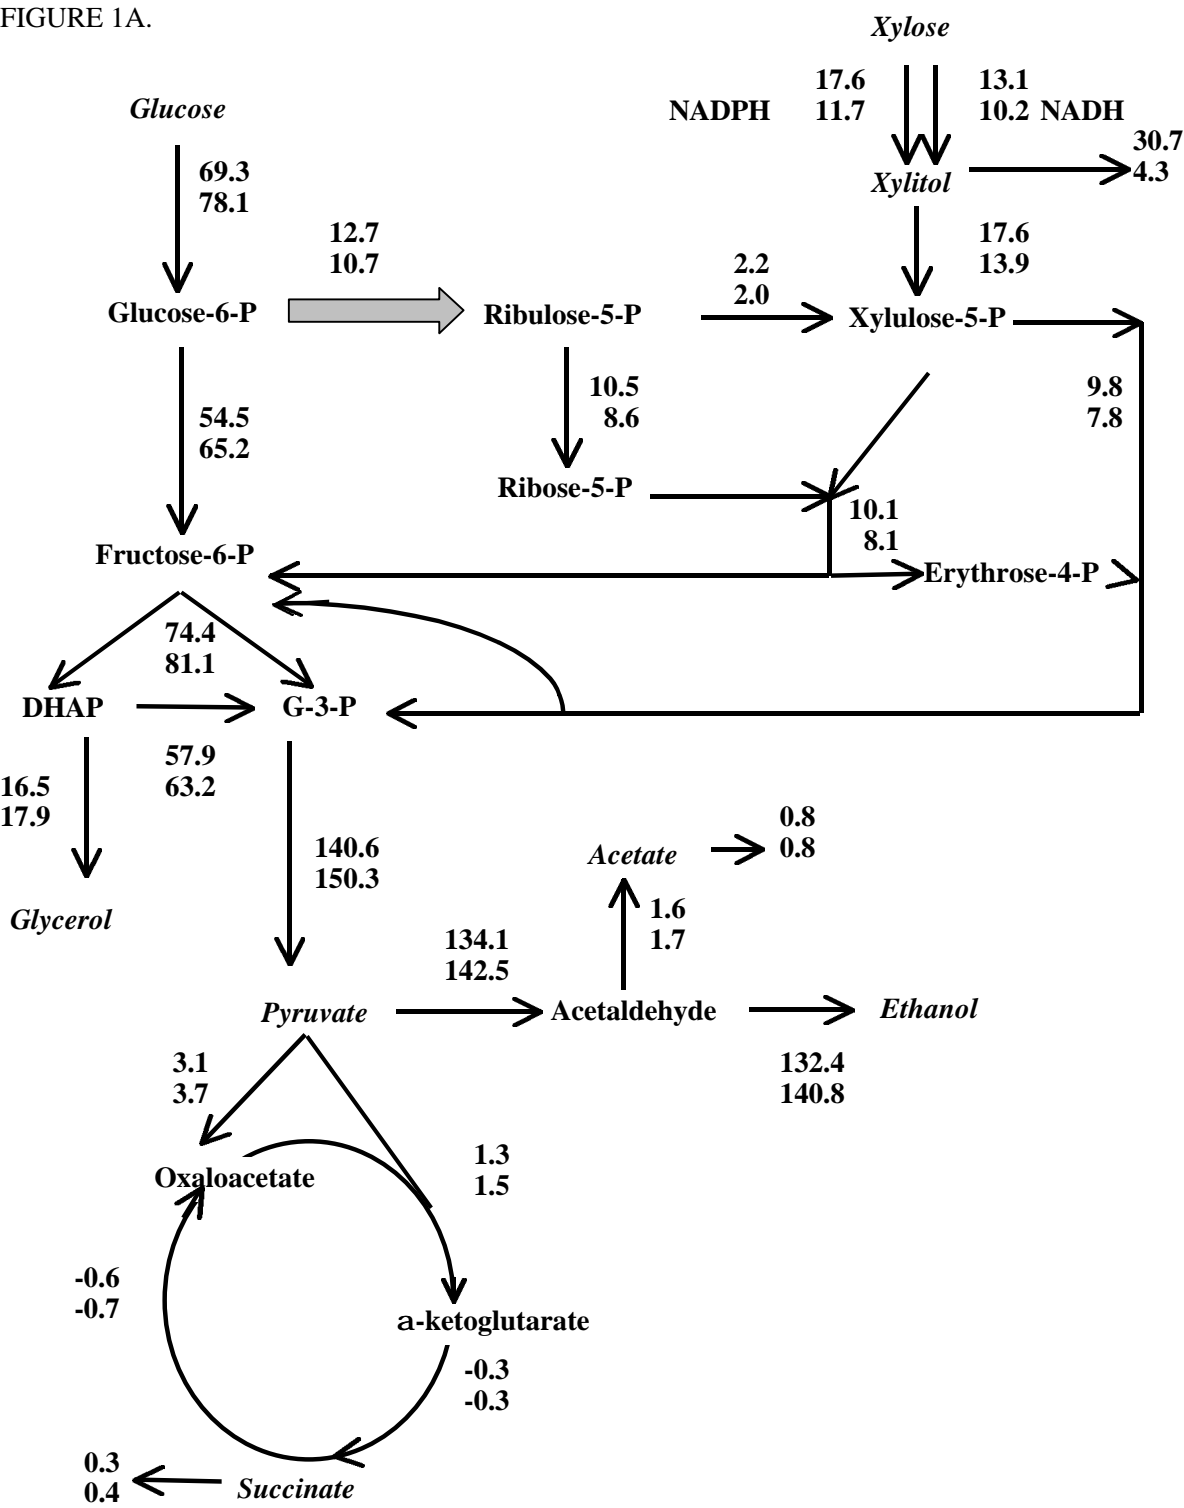 FIGURE 1A.
Xylose
17.6
11.7
NADPH
13.1
10.2 NADH
30.7
4.3
Glucose
69.3
78.1
Xylitol
17.6
13.9
12.7
10.7
2.2
2.0
Glucose-6-P
Ribulose-5-P
Xylulose-5-P
54.5
65.2
10.5
8.6
9.8
7.8
Ribose-5-P
10.1
8.1
Fructose-6-P
Erythrose-4-P
74.4
81.1
DHAP
G-3-P
57.9
63.2
16.5
17.9
140.6
150.3
Acetate
0.8
0.8
Glycerol
1.6
1.7
134.1
142.5
Pyruvate
Acetaldehyde
Ethanol
132.4
140.8
3.1
3.7
1.3
1.5
Oxaloacetate
-0.6
-0.7
a-ketoglutarate
-0.3
-0.3
0.3
0.4
Succinate